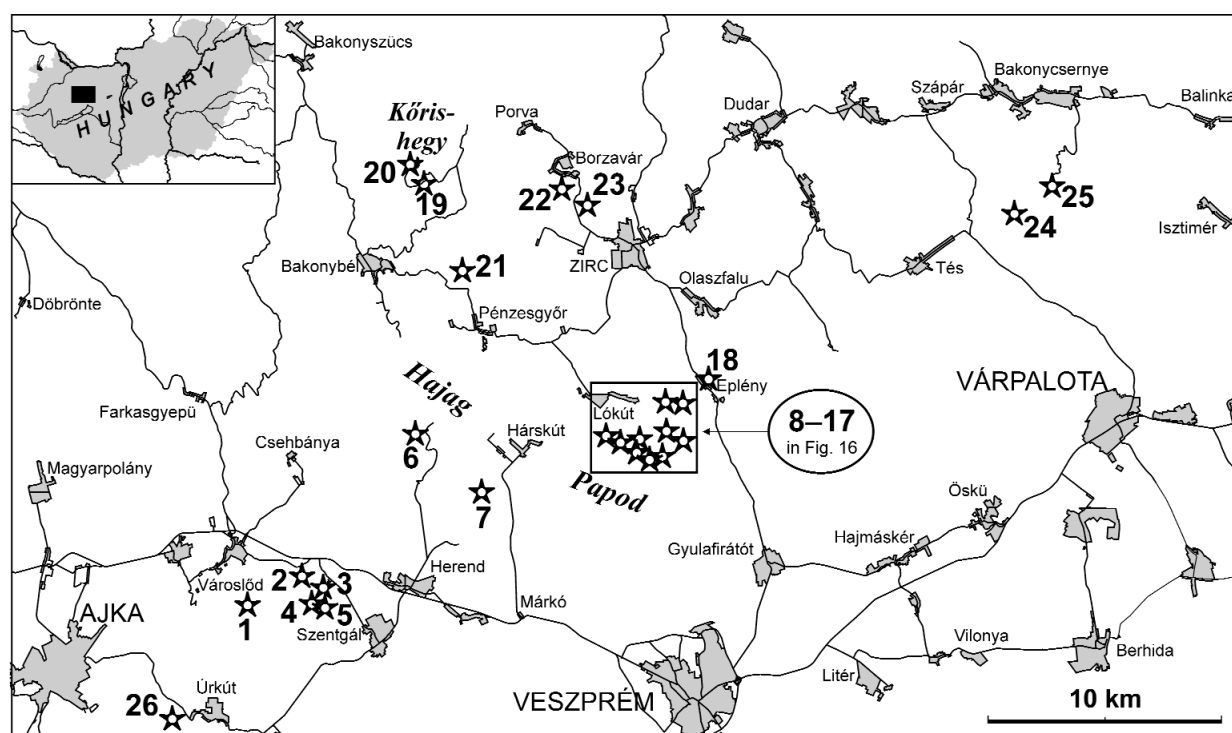 HUNGARY
Bakonyszücs
Kőris-
hegy
20
19
Porva
Borzavár
22
23
Dudar
Szápár
Bakonycsernye
Balinka
25
24
Isztimér
Bakonybél
21
ZIRC
Olaszfalu
Tés
Döbrönte
Pénzesgyőr
18
Eplény
VÁRPALOTA
Hajag
Farkasgyepü
Lókút
8–17
in Fig. 16
Csehbánya
6
Hárskút
Magyarpolány
7
Papod
Öskü
Gyulafirátót
Hajmáskér
Városlőd
2
3
Herend
AJKA
1
4
5
Szentgál
Márkó
Vilonya
Berhida
Litér
VESZPRÉM
Úrkút
26
10 km